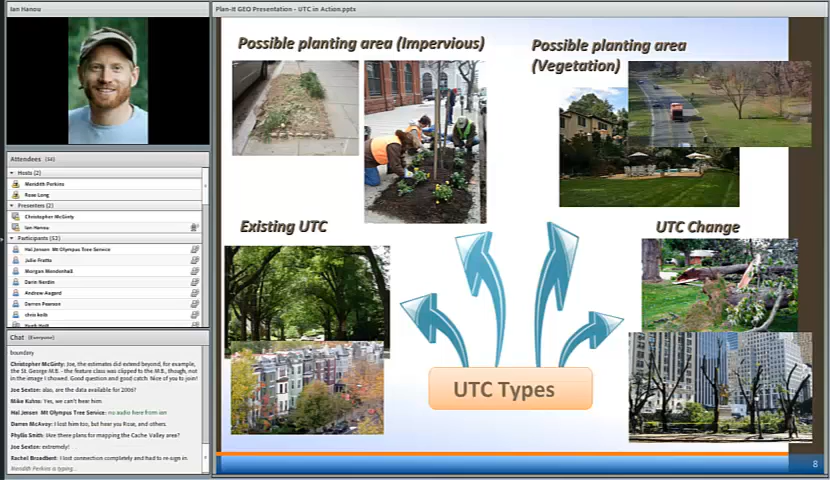 Ian Hanou
Plan-It GEO Presentation - UTC in Action.pptx
Attendees
Hosts (2)
Meridith Perkins
Rose Long
Presenters (2)
Christopher McGinty
Ian Hanou
Participants (12)
Hal Jensen Mt Olympus Tree Service
Julie Fratto
Morgan Mendenhall
Darin Nordin
Darren Pearson
chris kolb
Chat (Everyone)
boundary
Christopher McGinty: Joe, the estimates did extend beyond, for example,
the St. George M.B. - the feature class was clipped to the M.B., though,
not in the image I showed. Good question and good catch. Nice of you to join!
Joe Sexton: also, are the data available for 2006?
Mike Kuhns: Yes, we can't hear him.
Hal Jensen Mt Olympus Tree Service: no audio here from ian
Darren McAvoy: I lost him too, but hear you Rose, and others.
Phyllis Smith: IAre there plans for mapping the Cache Valley area?
Joe Sexton: extremely!
Rachel Broadbent: I lost connection completely and had to re-sign in.
Meridith Perkins is typing...
Possible planting area (Impervious)
Possible planting area
(Vegetation)
Existing UTC
UTC Change
UTC Types
8